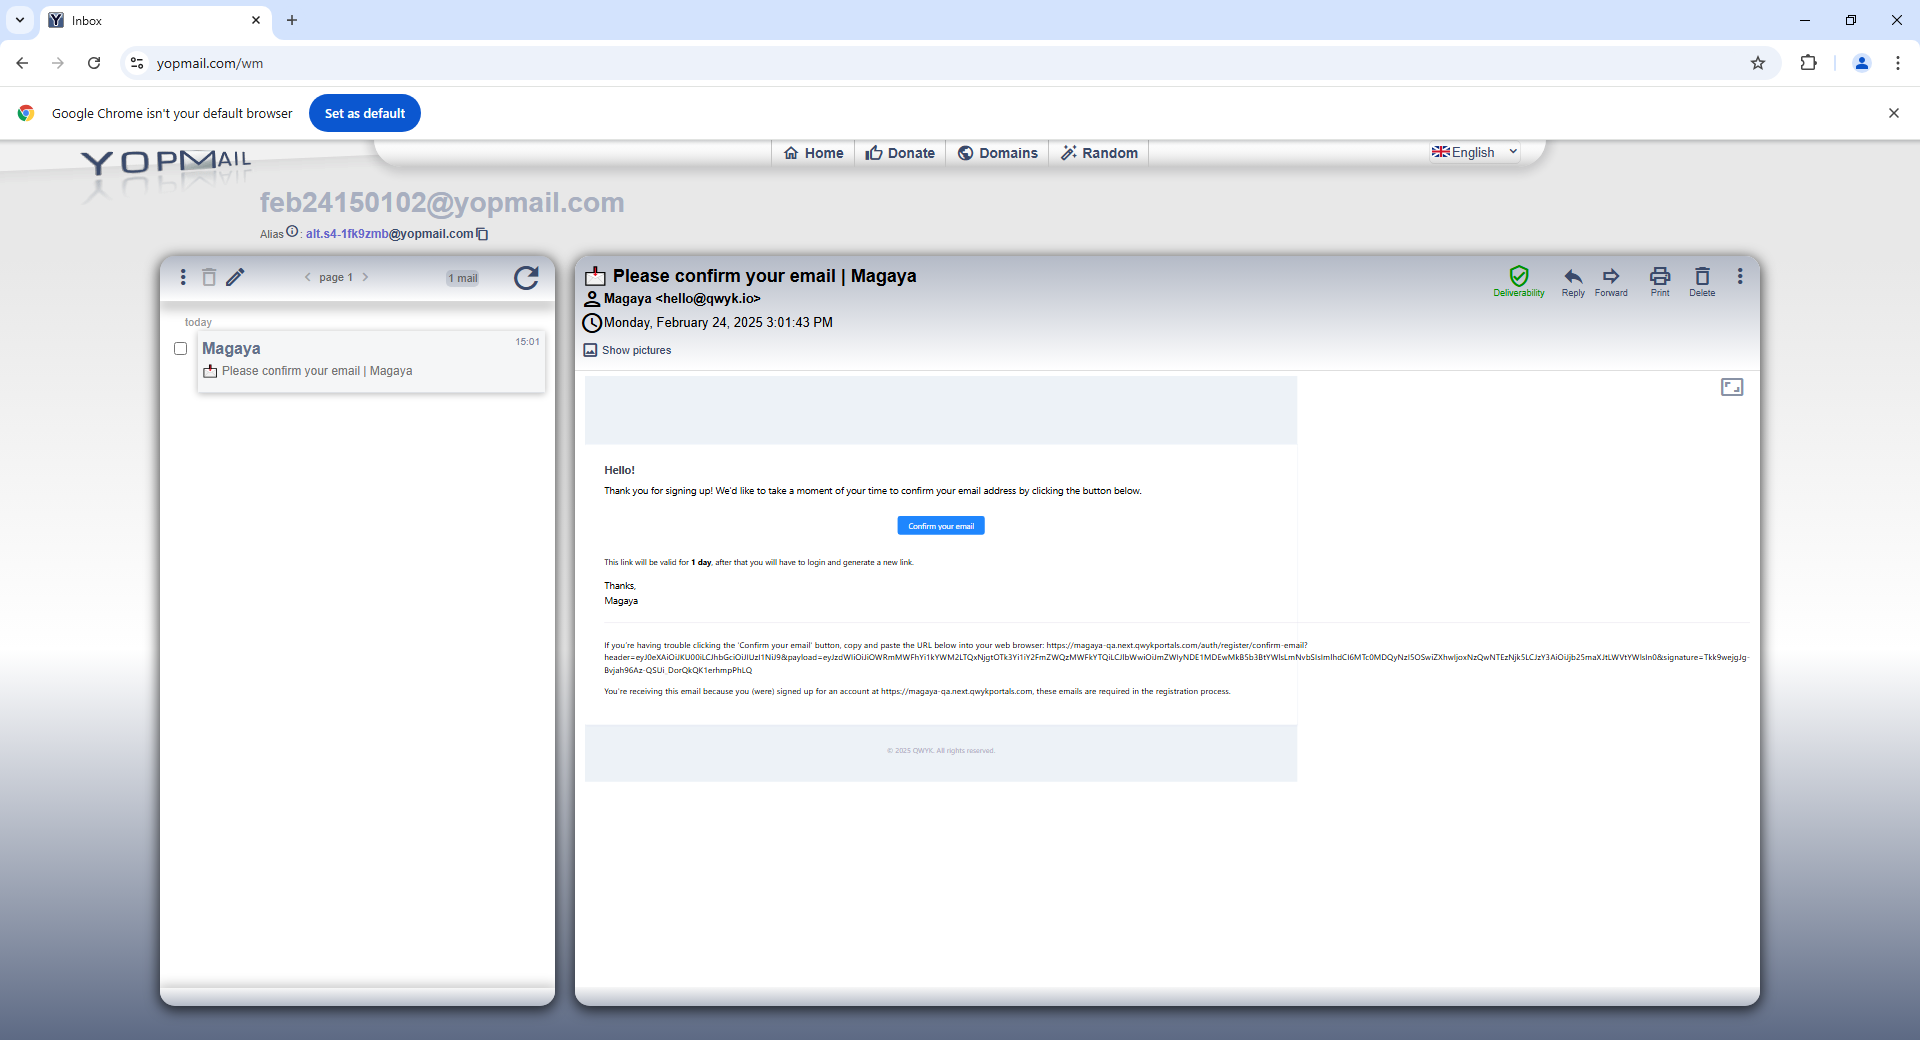 Inbox
yopmail.com/wm
Google Chrome isn't your default browser
Set as default
YOPMAIL
Home
Donate
Domains
Random
English
feb24150102@yopmail.com
Alias : alt.s4-1fk9zmb@yopmail.com
page 1
1 mail
today
Magaya
15:01
Please confirm your email | Magaya
Please confirm your email | Magaya
Magaya <hello@qwyk.io>
Monday, February 24, 2025 3:01:43 PM
Show pictures
Deliverability
Reply
Forward
Print
Delete
Hello!
Thank you for signing up! We'd like to take a moment of your time to confirm your email address by clicking the button below.
Confirm your email
This link will be valid for 1 day, after that you will have to login and generate a new link.
Thanks,
Magaya
If you're having trouble clicking the 'Confirm your email' button, copy and paste the URL below into your web browser: https://magaya-qa.next.qwykportals.com/auth/register/confirm-email?
You're receiving this email because you (were) signed up for an account at https://magaya-qa.next.qwykportals.com, these emails are required in the registration process.
© 2025 QWYK. All rights reserved.